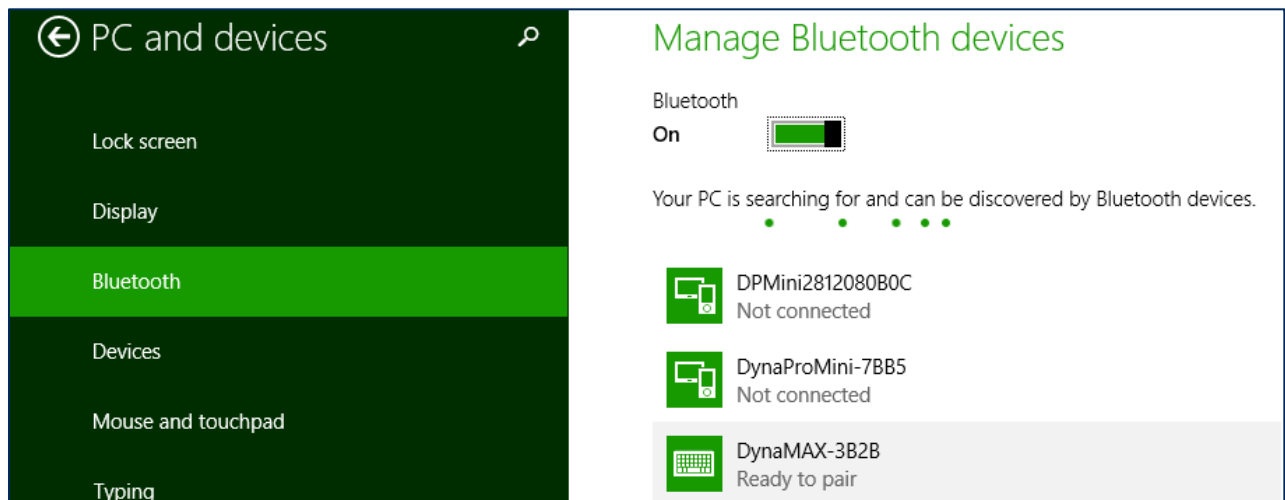 PC and devices
Lock screen
Display
Bluetooth
Devices
Mouse and touchpad
Typing
Manage Bluetooth devices
Bluetooth
On
Your PC is searching for and can be discovered by Bluetooth devices.
DPMini2812080B0C
Not connected
DynaProMini-7BB5
Not connected
DynaMAX-3B2B
Ready to pair